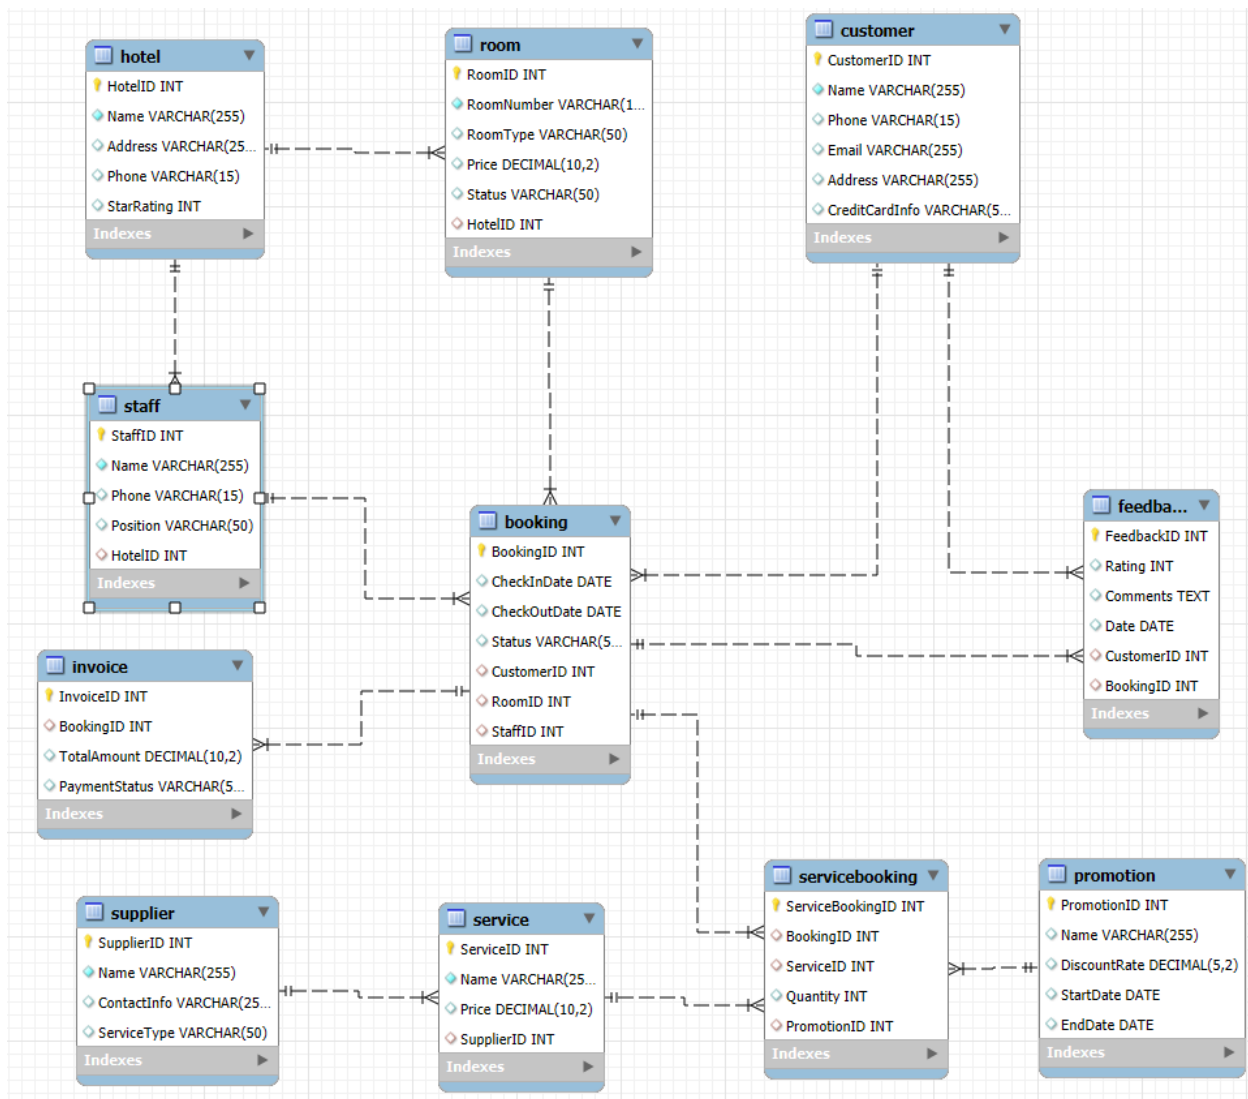 hotel
HotelID INT
Name VARCHAR(255)
Address VARCHAR(25...
Phone VARCHAR(15)
StarRating INT
Indexes
room
RoomID INT
RoomNumber VARCHAR(1...
RoomType VARCHAR(50)
Price DECIMAL(10,2)
Status VARCHAR(50)
HotelID INT
Indexes
customer
CustomerID INT
Name VARCHAR(255)
Phone VARCHAR(15)
Email VARCHAR(255)
Address VARCHAR(255)
CreditCardInfo VARCHAR(5...
Indexes
staff
StaffID INT
Name VARCHAR(255)
Phone VARCHAR(15)
Position VARCHAR(50)
HotelID INT
Indexes
booking
BookingID INT
CheckInDate DATE
CheckOutDate DATE
Status VARCHAR(5...
CustomerID INT
RoomID INT
StaffID INT
Indexes
feedba...
FeedbackID INT
Rating INT
Comments TEXT
Date DATE
CustomerID INT
BookingID INT
Indexes
invoice
InvoiceID INT
BookingID INT
TotalAmount DECIMAL(10,2)
PaymentStatus VARCHAR(5...
Indexes
supplier
SupplierID INT
Name VARCHAR(255)
ContactInfo VARCHAR(25...
ServiceType VARCHAR(50)
Indexes
service
ServiceID INT
Name VARCHAR(25...
Price DECIMAL(10,2)
SupplierID INT
Indexes
servicebooking
ServiceBookingID INT
BookingID INT
ServiceID INT
Quantity INT
PromotionID INT
Indexes
promotion
PromotionID INT
Name VARCHAR(255)
DiscountRate DECIMAL(5,2)
StartDate DATE
EndDate DATE
Indexes